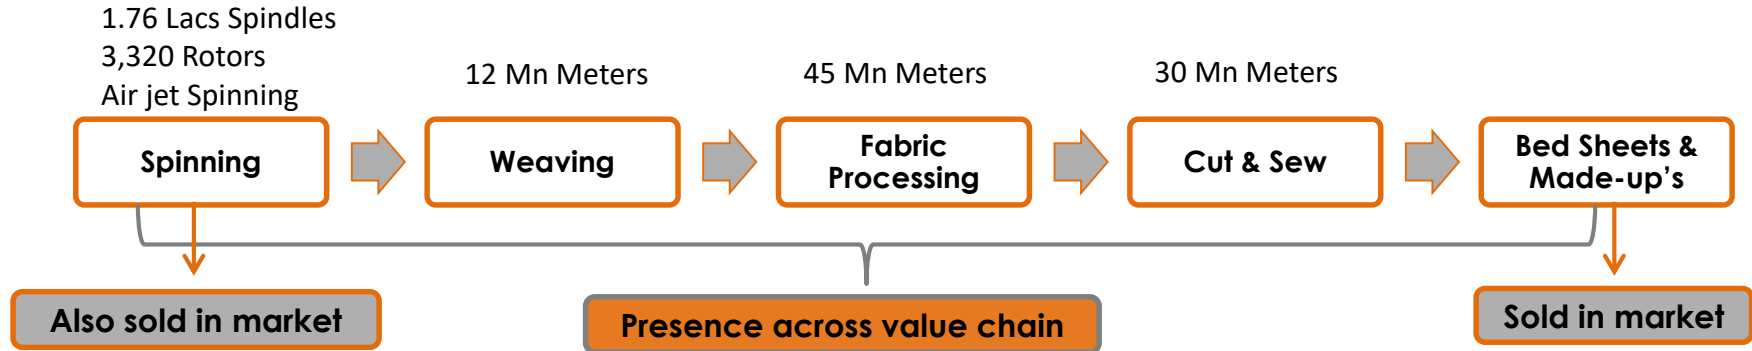 1.76 Lacs Spindles
3,320 Rotors
Air jet Spinning
12 Mn Meters
45 Mn Meters
30 Mn Meters
Spinning
Weaving
Fabric
Processing
Cut & Sew
Bed Sheets &
Made-up’s
Also sold in market
Presence across value chain
Sold in market